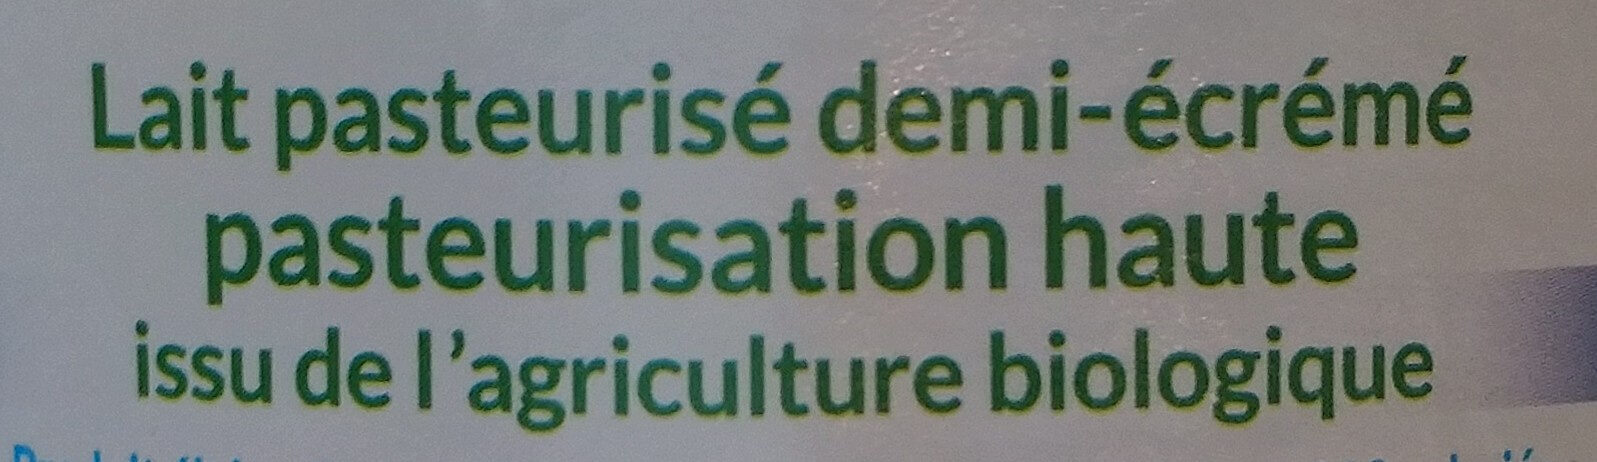 Lait pasteurisé demi-écrémé
pasteurisation haute
issu de l'agriculture biologique